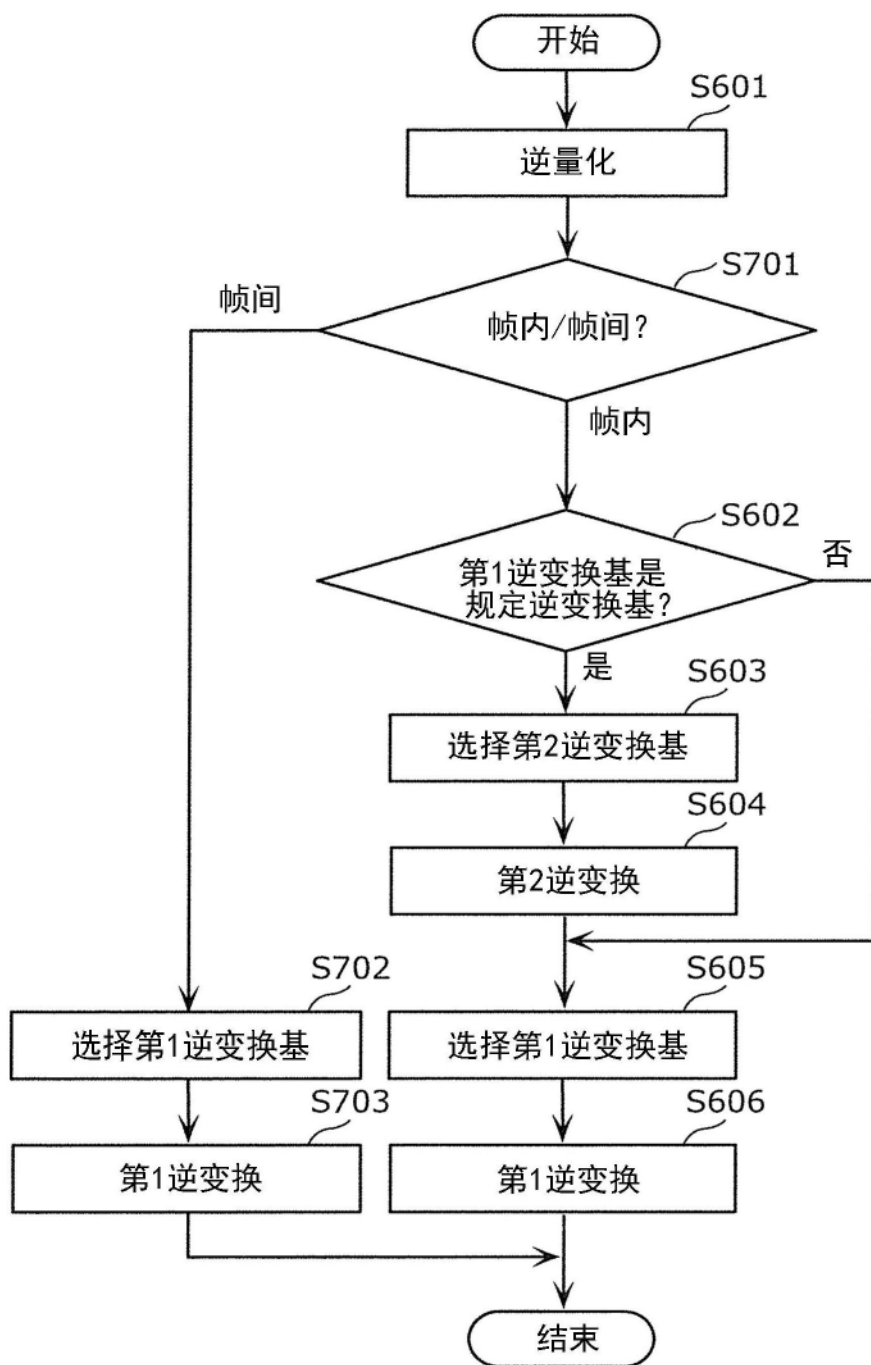 开始
S601
逆量化
S701
帧间
帧内/帧间?
帧内
S602
否
第1逆变换基是
规定逆变换基?
是
S603
选择第2逆变换基
S604
第2逆变换
S702
S605
选择第1逆变换基
选择第1逆变换基
S703
S606
第1逆变换
第1逆变换
结束